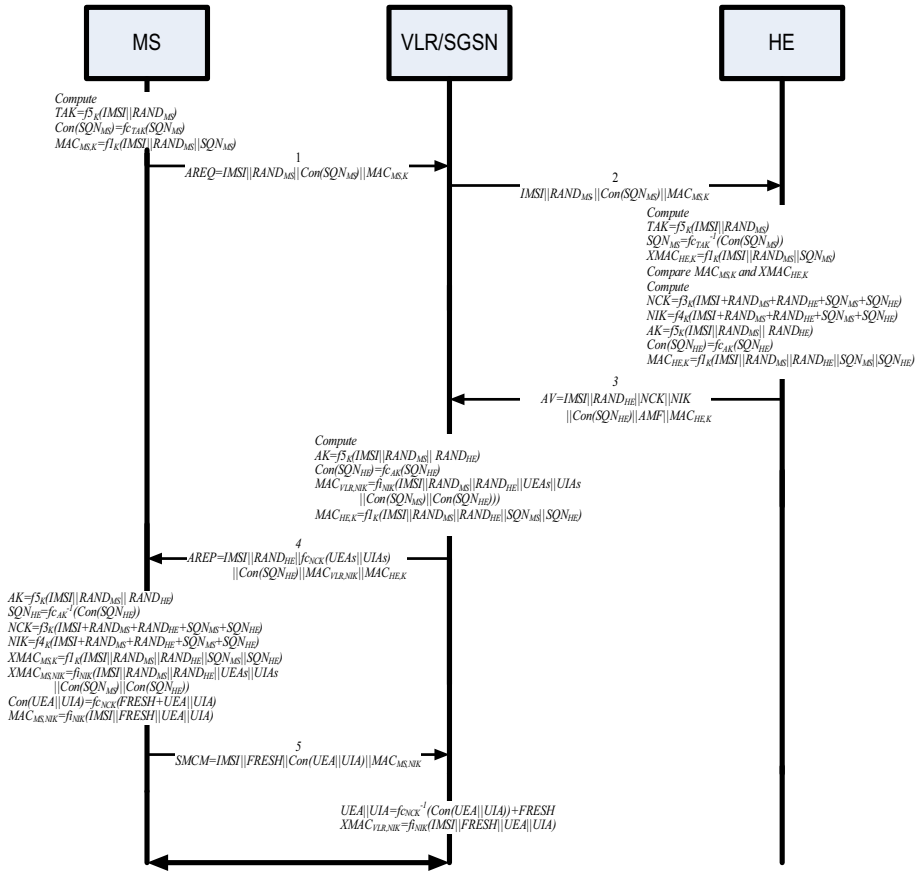 MS
VLR/SGSN
HE
Compute
TAK=f5K(IMSI||RANDMS)
Con(SQNMS)=fcTAK(SQNMS)
MACMS,K=f1K(IMSI||RANDMS||SQNMS)
1
AREQ=IMSI||RANDMS||Con(SQNMS)||MACMS,K
2
IMSI||RANDMS||Con(SQNMS)||MACMS,K
Compute
TAK=f5K(IMSI||RANDMS)
SQNMS=fcTAK-1(Con(SQNMS))
XMACHE,K=f1K(IMSI||RANDMS||SQNMS)
Compare MACMS,K and XMACHE,K
Compute
NCK=f3K(IMSI+RANDMS+RANDHE+SQNMS+SQNHE)
NIK=f4K(IMSI+RANDMS+RANDHE+SQNMS+SQNHE)
AK=f5K(IMSI||RANDMS|| RANDHE)
Con(SQNHE)=fcAK(SQNHE)
MACHE,K=f1K(IMSI||RANDMS||RANDHE||SQNMS||SQNHE)
3
AV=IMSI||RANDHE||NCK||NIK
||Con(SQNHE)||AMF||MACHE,K
Compute
AK=f5K(IMSI||RANDMS|| RANDHE)
Con(SQNHE)=fcAK(SQNHE)
MACVLR,NIK=fiNIK(IMSI||RANDMS||RANDHE||UEAs||UIAs
||Con(SQNMS)||Con(SQNHE)))
MACHE,K=f1K(IMSI||RANDMS||RANDHE||SQNMS||SQNHE)
4
AREP=IMSI||RANDHE||fcNCK(UEAs||UIAs)
||Con(SQNHE)||MACVLR,NIK||MACHE,K
AK=f5K(IMSI||RANDMS|| RANDHE)
SQNHE=fcAK-1(Con(SQNHE))
NCK=f3K(IMSI+RANDMS+RANDHE+SQNMS+SQNHE)
NIK=f4K(IMSI+RANDMS+RANDHE+SQNMS+SQNHE)
XMACMS,K=f1K(IMSI||RANDMS||RANDHE||SQNMS||SQNHE)
XMACMS,NIK=fiNIK(IMSI||RANDMS||RANDHE||UEAs||UIAs
||Con(SQNMS)||Con(SQNHE))
Con(UEA||UIA)=fcNCK(FRESH+UEA||UIA)
MACMS,NIK=fiNIK(IMSI||FRESH||UEA||UIA)
5
SMCM=IMSI||FRESH||Con(UEA||UIA)||MACMS,NIK
UEA||UIA=fcNCK-1(Con(UEA||UIA))+FRESH
XMACVLR,NIK=fiNIK(IMSI||FRESH||UEA||UIA)